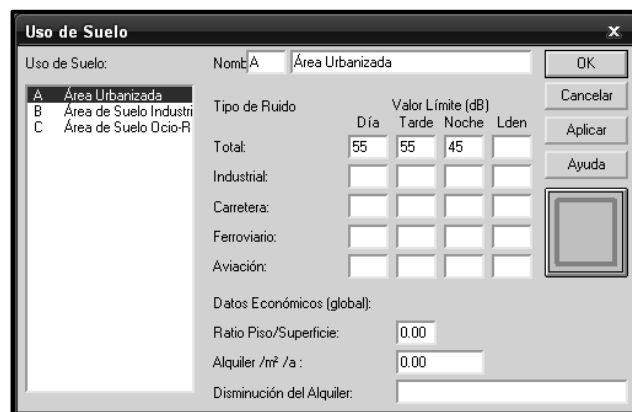 Uso de Suelo x
Uso de Suelo:
A Área Urbanizada
B Área de Suelo Industri
C Área de Suelo Ocio-R
Nomb A Área Urbanizada
Tipo de Ruido Valor Límite (dB)
Día Tarde Noche Lden
Total: 55 55 45
Industrial:
Carretera:
Ferroviario:
Aviación:
Datos Económicos (global):
Ratio Piso/Superficie: 0.00
Alquiler /m² /a : 0.00
Disminución del Alquiler:
OK
Cancelar
Aplicar
Ayuda